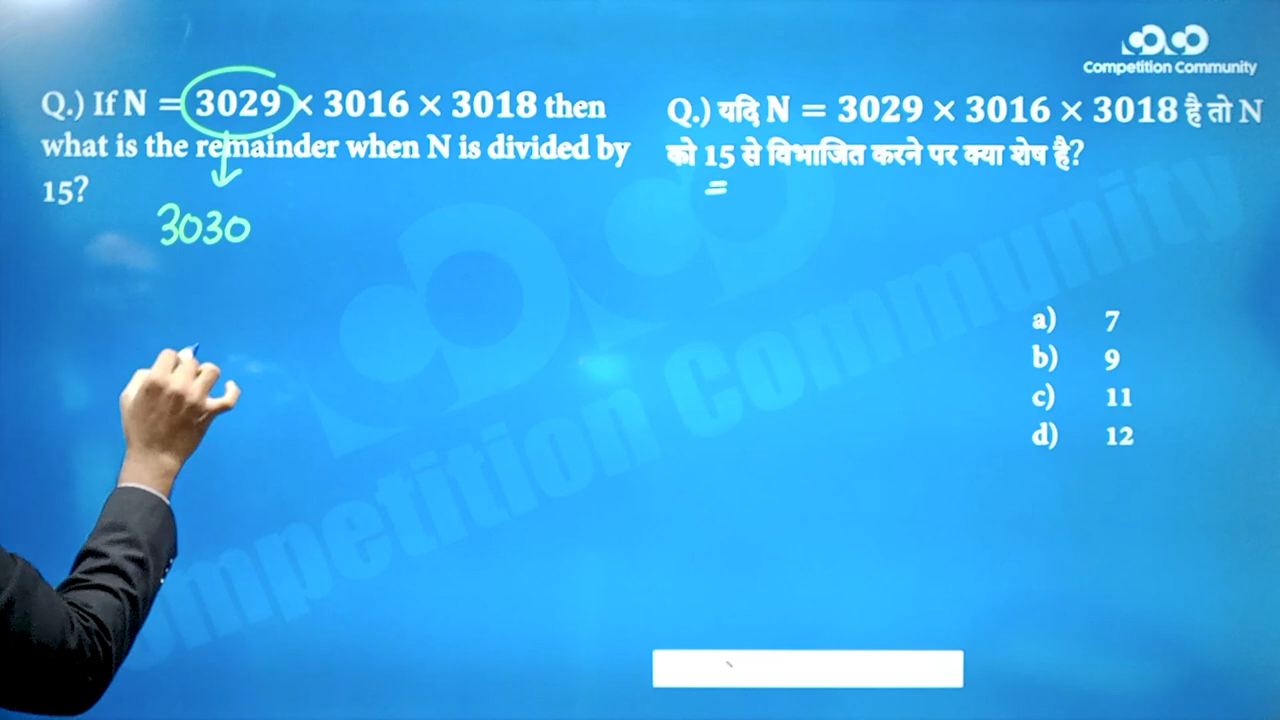 Competition Community
Q.) If N = 3029 × 3016 × 3018 then
what is the remainder when N is divided by
15?
3030
Q.) यदि N = 3029 × 3016 × 3018 है तो N
को 15 से विभाजित करने पर क्या शेष है?
a) 7
b) 9
c) 11
d) 12
Competition Community